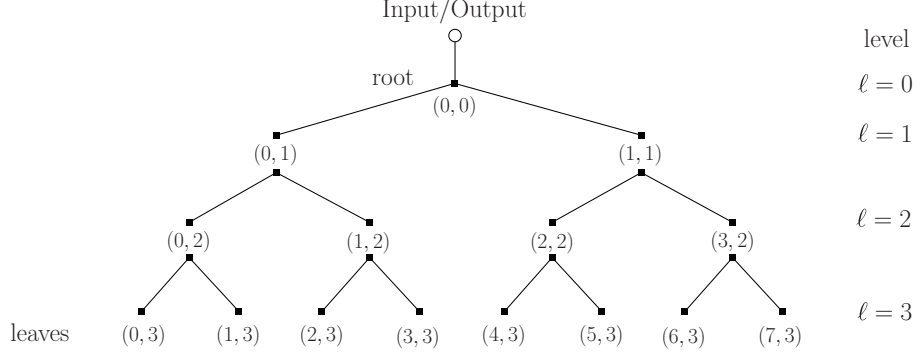 Input/Output
level
root
ℓ = 0
(0, 0)
ℓ = 1
(0, 1)
(1, 1)
ℓ = 2
(0, 2)
(1, 2)
(2, 2)
(3, 2)
ℓ = 3
leaves
(0, 3)
(1, 3)
(2, 3)
(3, 3)
(4, 3)
(5, 3)
(6, 3)
(7, 3)